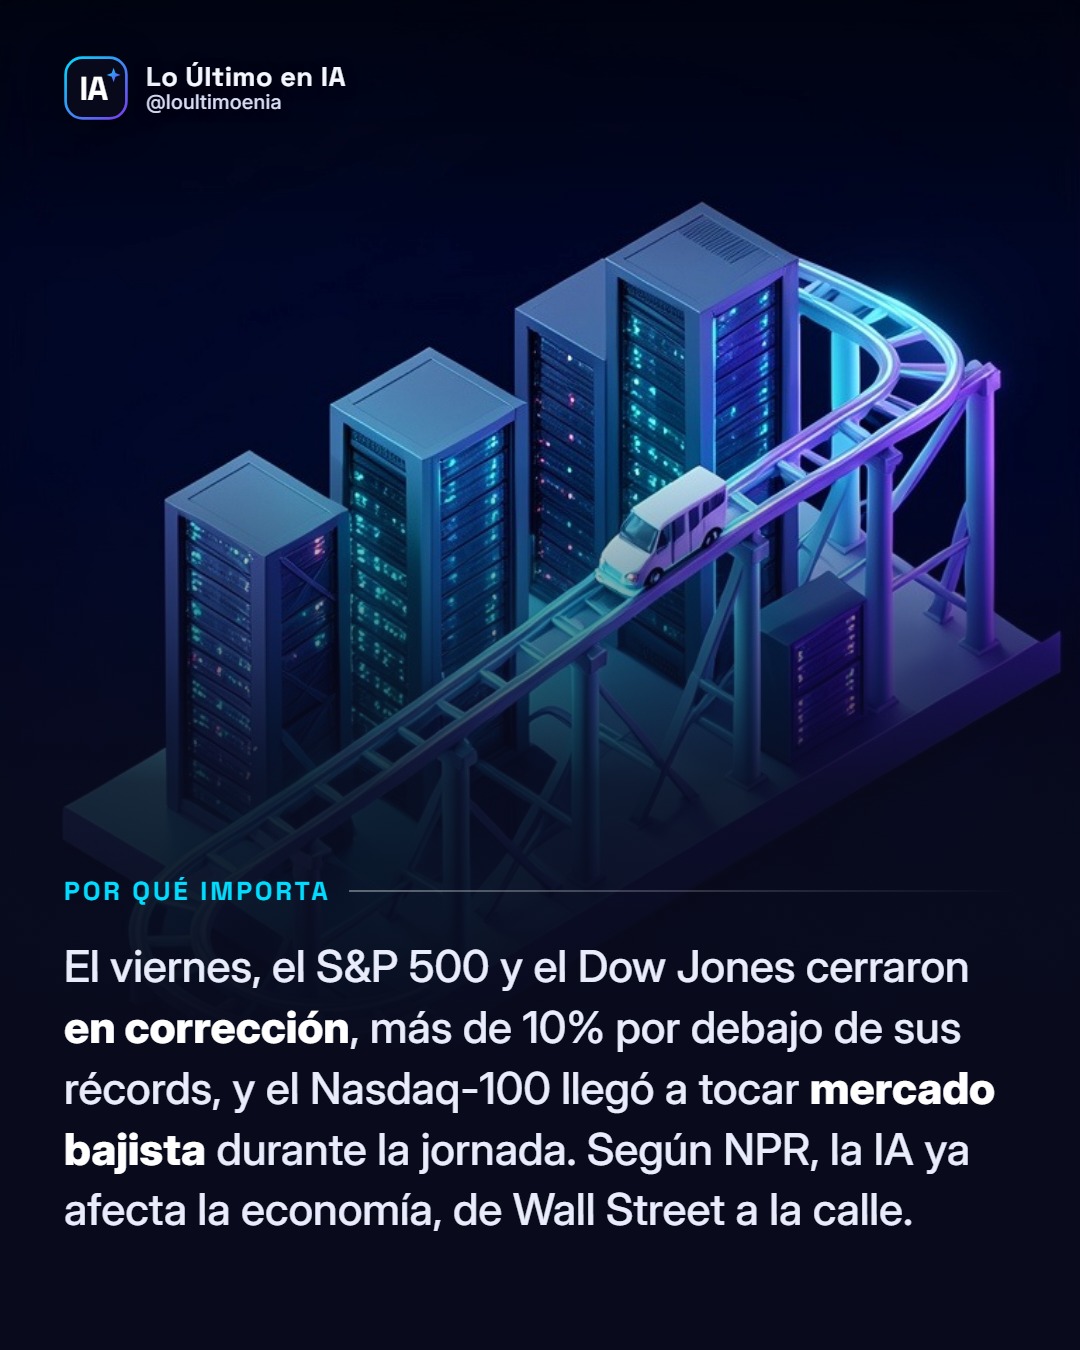 IA
Lo Último en IA
@loultimoenia
POR QUÉ IMPORTA
El viernes, el S&P 500 y el Dow Jones cerraron
en corrección, más de 10% por debajo de sus
récords, y el Nasdaq-100 llegó a tocar mercado
bajista durante la jornada. Según NPR, la IA ya
afecta la economía, de Wall Street a la calle.